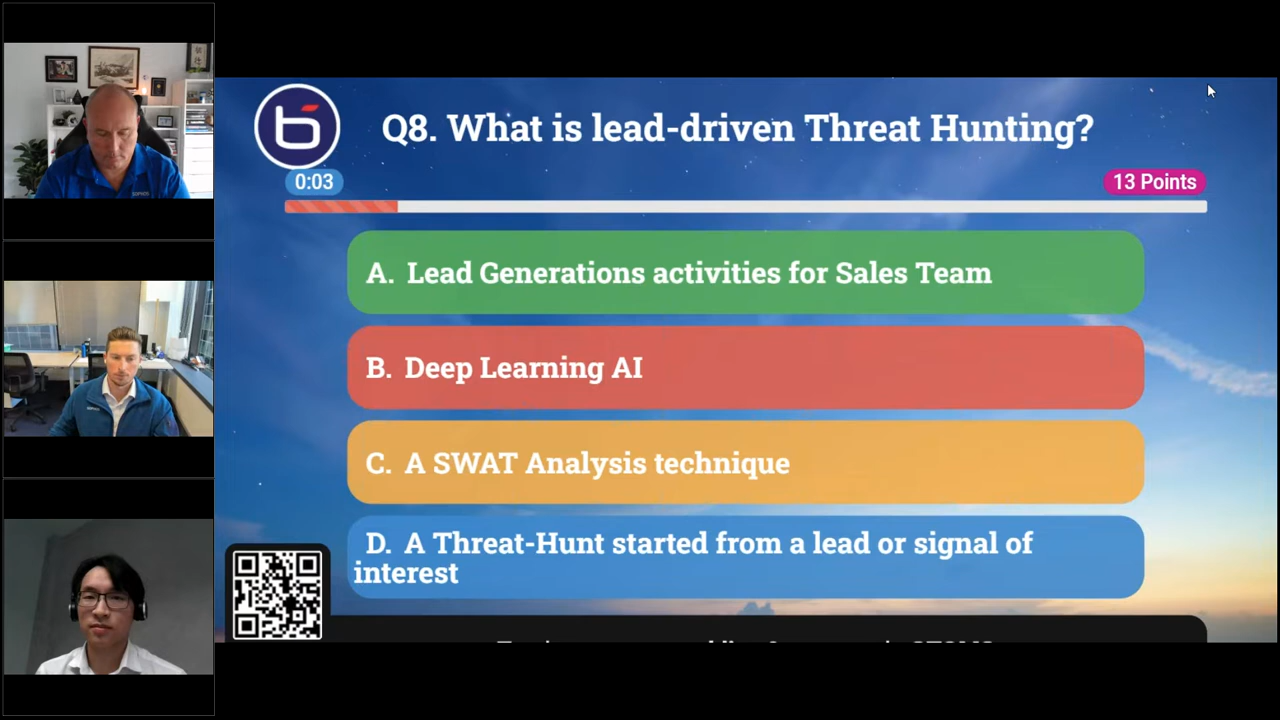 Q8. What is lead-driven Threat Hunting?
0:03
13 Points
A. Lead Generations activities for Sales Team
B. Deep Learning AI
C. A SWAT Analysis technique
D. A Threat-Hunt started from a lead or signal of
interest